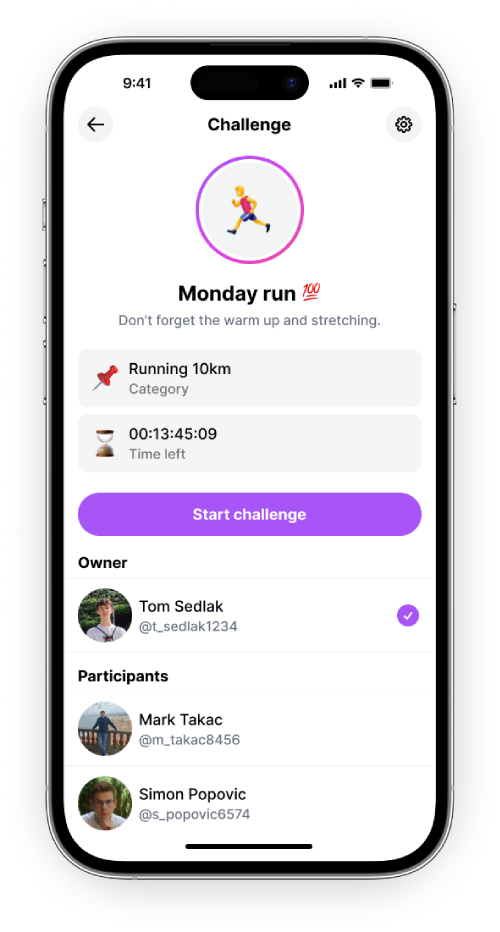 9:41
Challenge
Monday run 💯
Don't forget the warm up and stretching.
Running 10km
Category
00:13:45:09
Time left
Start challenge
Owner
Tom Sedlak
@t_sedlak1234
Participants
Mark Takac
@m_takac8456
Simon Popovic
@s_popovic6574